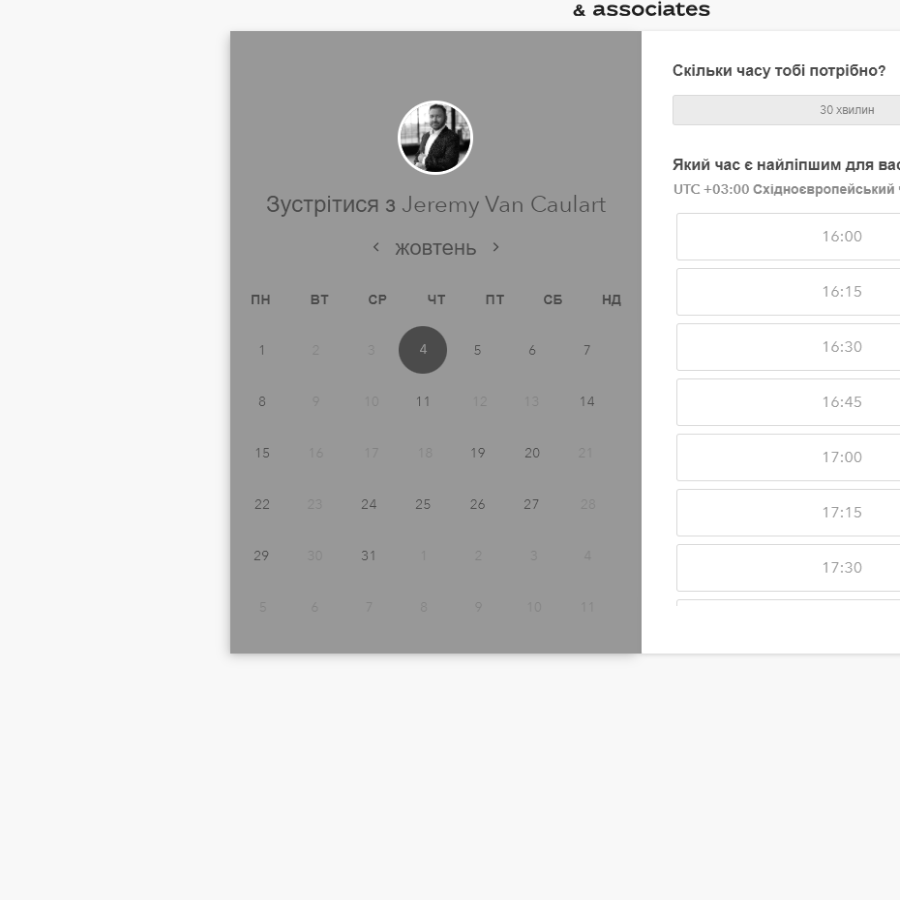 & associates
Зустрітися з Jeremy Van Caulart
жовтень
ПН ВТ СР ЧТ ПТ СБ НД
1 2 3 4 5 6 7
8 9 10 11 12 13 14
15 16 17 18 19 20 21
22 23 24 25 26 27 28
29 30 31 1 2 3 4
5 6 7 8 9 10 11
Скільки часу тобі потрібно?
30 хвилин
Який час є найліпшим для
UTC +03:00 Східноєвропейський
16:00
16:15
16:30
16:45
17:00
17:15
17:30